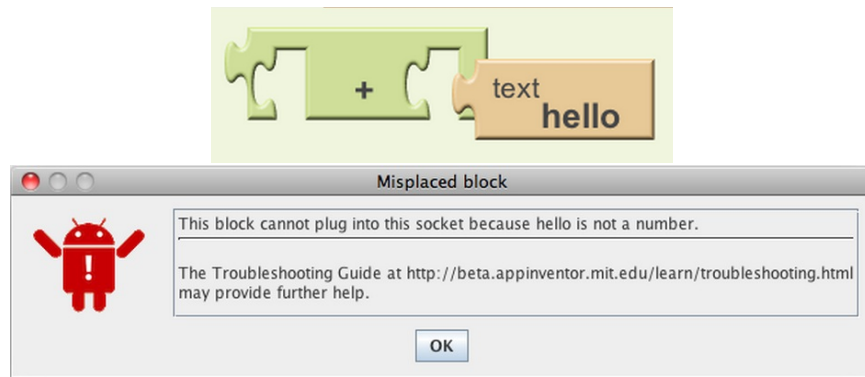 +
text
hello
Misplaced block
!
This block cannot plug into this socket because hello is not a number.
The Troubleshooting Guide at http://beta.appinventor.mit.edu/learn/troubleshooting.html
may provide further help.
OK